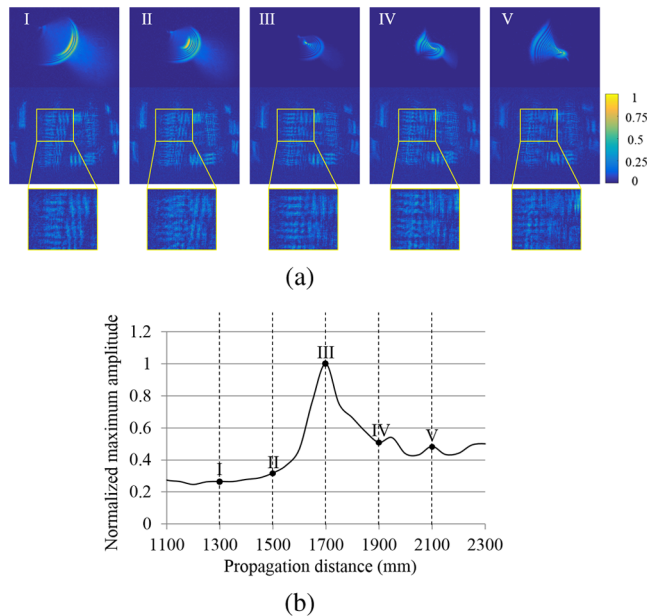 I II III IV V
1
0.75
0.5
0.25
0
(a)
Normalized maximum amplitude
1.2
1
0.8
0.6
0.4
0.2
0
I
II
III
IV
V
1100 1300 1500 1700 1900 2100 2300
Propagation distance (mm)
(b)